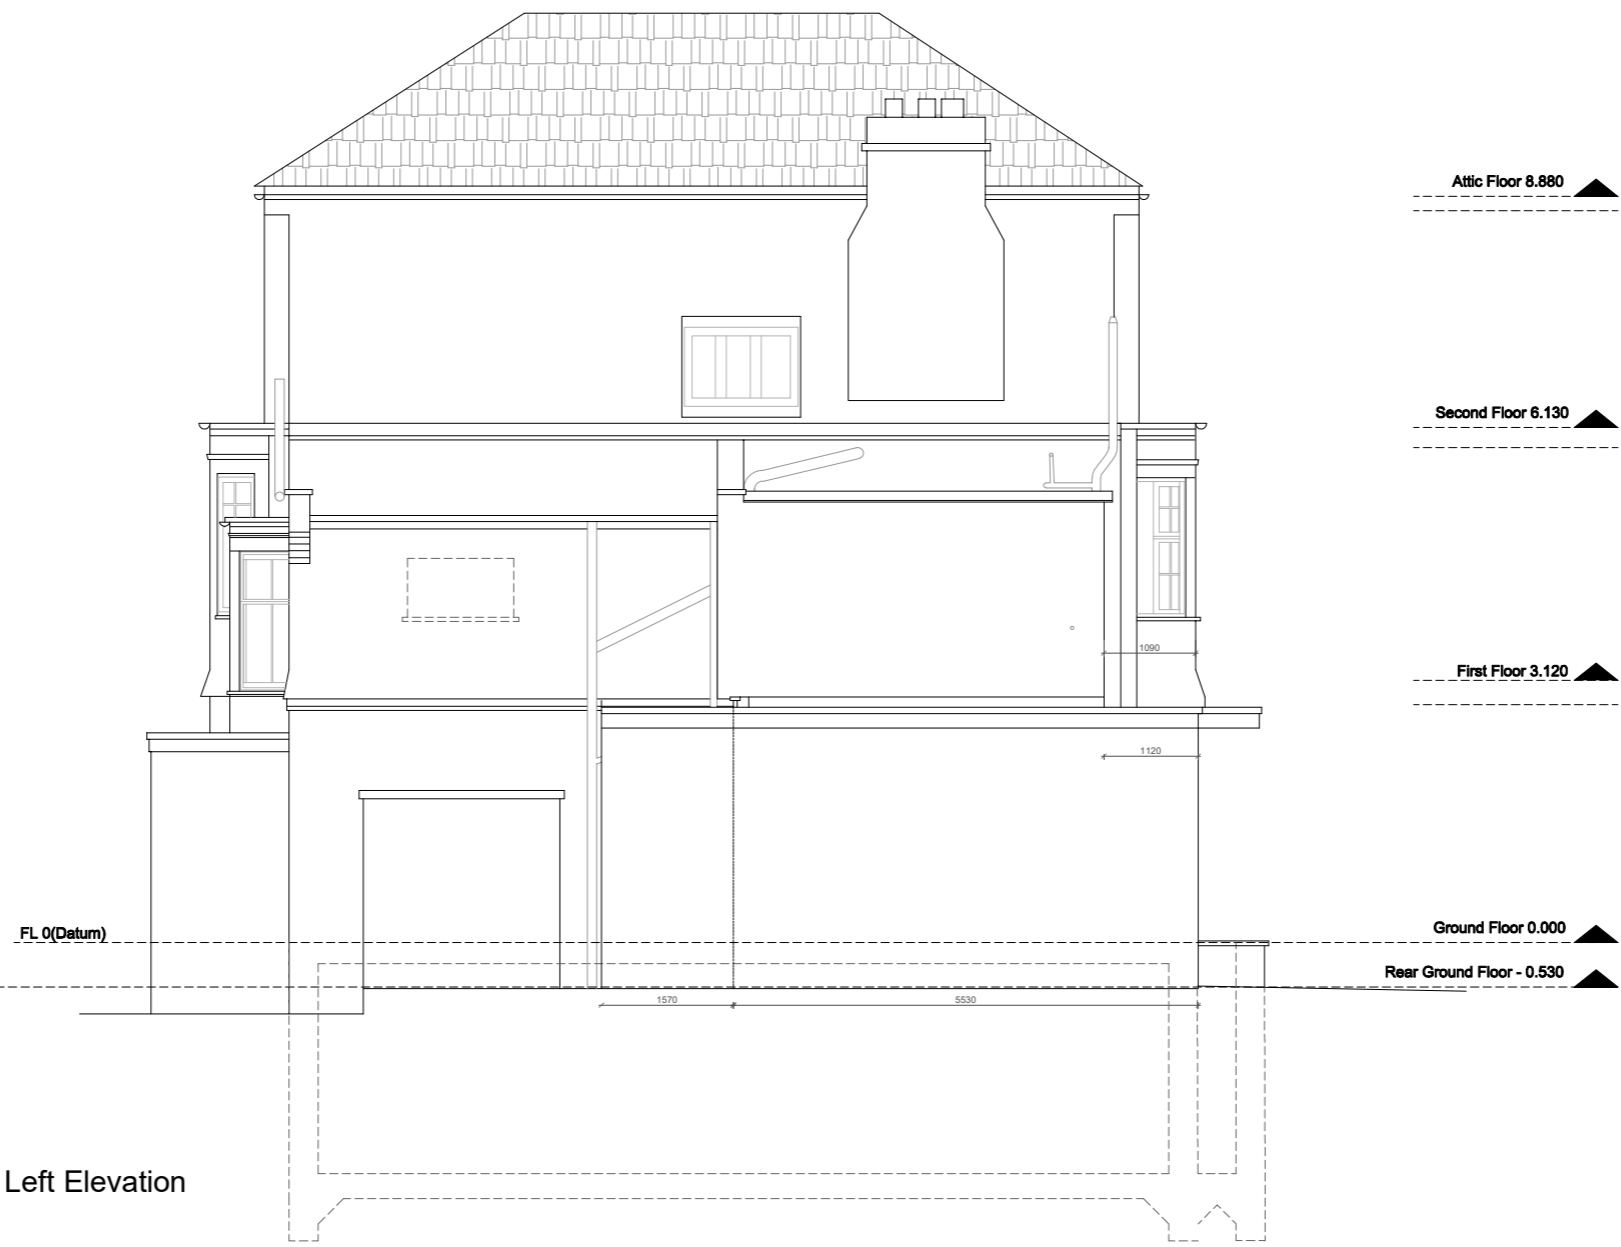 Attic Floor 8.880
Second Floor 6.130
1090
First Floor 3.120
1120
FL 0(Datum)
Ground Floor 0.000
Rear Ground Floor - 0.530
1570
5530
Left Elevation